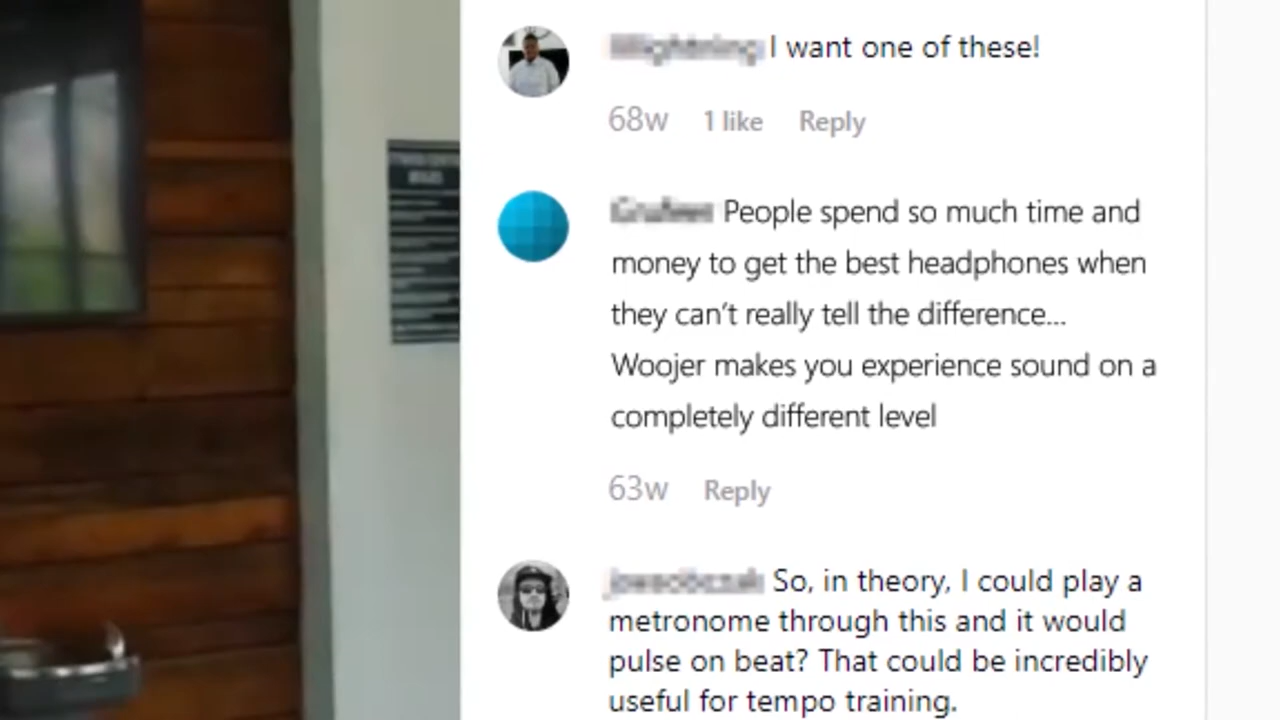 I want one of these!
68w 1 like Reply
People spend so much time and
money to get the best headphones when
they can’t really tell the difference...
Woojer makes you experience sound on a
completely different level
63w Reply
So, in theory, I could play a
metronome through this and it would
pulse on beat? That could be incredibly
useful for tempo training.